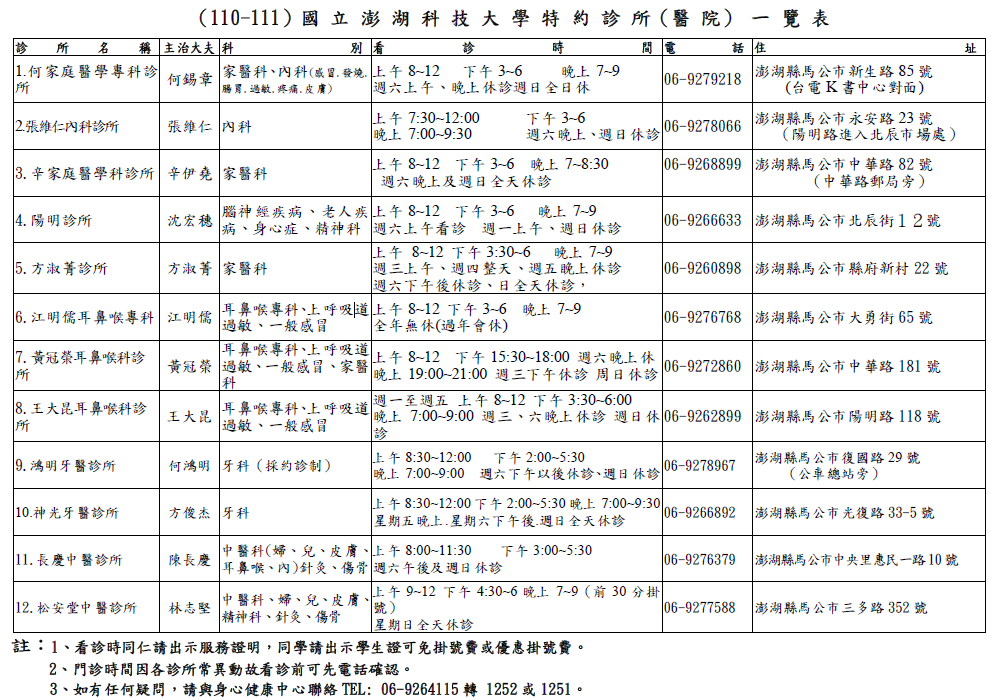 (110-111)國立澎湖科技大學特約診所(醫院) 一覽表
診所名稱 主治大夫 科別 看診時間 電話 住址
1.何家庭醫學專科診所 何錫章 家醫科、內科(感冒.發燒.腸胃.過敏.疼痛.皮膚) 上午 8~12 下午 3~6 晚上 7~9 週六上午、晚上休診週日全日休 06-9279218 澎湖縣馬公市新生路 85 號 (台電 K 書中心對面)
2.張維仁內科診所 張維仁 內科 上午 7:30~12:00 下午 3~6 晚上 7:00~9:30 週六晚上、週日休診 06-9278066 澎湖縣馬公市永安路 23 號 (陽明路進入北辰市場處)
3.辛家庭醫學科診所 辛伊堯 家醫科 上午 8~12 下午 3~6 晚上 7~8:30 週六晚上及週日全天休診 06-9268899 澎湖縣馬公市中華路 82 號 (中華路郵局旁)
4.陽明診所 沈宏穗 腦神經疾病、老人疾病、身心症、精神科 上午 8~12 下午 3~6 晚上 7~9 週六上午看診 週一上午、週日休診 06-9266633 澎湖縣馬公市北辰街１２號
5.方淑菁診所 方淑菁 家醫科 上午 8~12 下午 3:30~6 晚上 7~9 週三上午、週四整天、週五晚上休診 週六下午後休診、日全天休診， 06-9260898 澎湖縣馬公市縣府新村 22 號
6.江明儒耳鼻喉專科 江明儒 耳鼻喉專科、上呼吸道過敏、一般感冒 上午 8~12 下午 3~6 晚上 7~9 全年無休(過年會休) 06-9276768 澎湖縣馬公市大勇街 65 號
7.黃冠榮耳鼻喉科診所 黃冠榮 耳鼻喉專科、上呼吸道過敏、一般感冒、家醫科 上午 8~12 下午 15:30~18:00 週六晚上休 晚上 19:00~21:00 週三下午休診 周日休診 06-9272860 澎湖縣馬公市中華路 181 號
8.王大昆耳鼻喉科診所 王大昆 耳鼻喉專科、上呼吸道過敏、一般感冒 週一至週五 上午 8~12 下午 3:30~6:00 晚上 7:00~9:00 週三、六晚上休診 週日休診 06-9262899 澎湖縣馬公市陽明路 118 號
9.鴻明牙醫診所 何鴻明 牙科（採約診制） 上午 8:30~12:00 下午 2:00~5:30 晚上 7:00~9:00 週六下午以後休診、週日休診 06-9278967 澎湖縣馬公市復國路 29 號 (公車總站旁)
10.神光牙醫診所 方俊杰 牙科 上午 8:30~12:00 下午 2:00~5:30 晚上 7:00~9:30 星期五晚上.星期六下午後.週日全天休診 06-9266892 澎湖縣馬公市光復路 33-5 號
11.長慶中醫診所 陳長慶 中醫科(婦、兒、皮膚、耳鼻喉、內)針灸、傷骨 上午 8:00~11:30 下午 3:00~5:30 週六午後及週日休診 06-9276379 澎湖縣馬公市中央里惠民一路10 號
12.松安堂中醫診所 林志堅 中醫科、婦、兒、皮膚、精神科、針灸、傷骨 上午 9~12 下午 4:30~6 晚上 7~9（前 30 分掛號） 星期日全天休診 06-9277588 澎湖縣馬公市三多路 352 號
註：1、看診時同仁請出示服務證明，同學請出示學生證可免掛號費或優惠掛號費。
2、門診時間因各診所常異動故看診前可先電話確認。
3、如有任何疑問，請與身心健康中心聯絡 TEL: 06-9264115 轉 1252 或 1251。